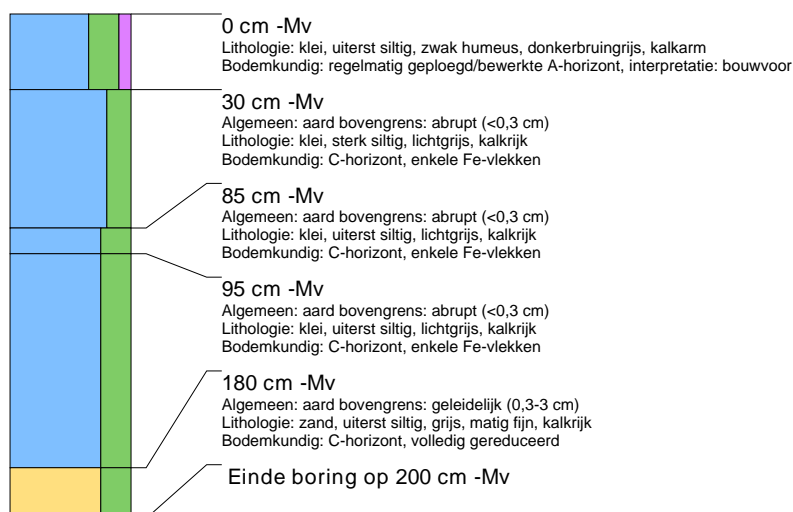 0 cm -Mv
Lithologie: klei, uiterst siltig, zwak humeus, donkerbruingrijs, kalkarm
Bodemkundig: regelmatig geploegd/bewerkte A-horizont, interpretatie: bouwvoor
30 cm -Mv
Algemeen: aard bovengrens: abrupt (<0,3 cm)
Lithologie: klei, sterk siltig, lichtgrijs, kalkrijk
Bodemkundig: C-horizont, enkele Fe-vlekken
85 cm -Mv
Algemeen: aard bovengrens: abrupt (<0,3 cm)
Lithologie: klei, uiterst siltig, lichtgrijs, kalkrijk
Bodemkundig: C-horizont, enkele Fe-vlekken
95 cm -Mv
Algemeen: aard bovengrens: abrupt (<0,3 cm)
Lithologie: klei, uiterst siltig, lichtgrijs, kalkrijk
Bodemkundig: C-horizont, enkele Fe-vlekken
180 cm -Mv
Algemeen: aard bovengrens: geleidelijk (0,3-3 cm)
Lithologie: zand, uiterst siltig, grijs, matig fijn, kalkrijk
Bodemkundig: C-horizont, volledig gereduceerd
Einde boring op 200 cm -Mv